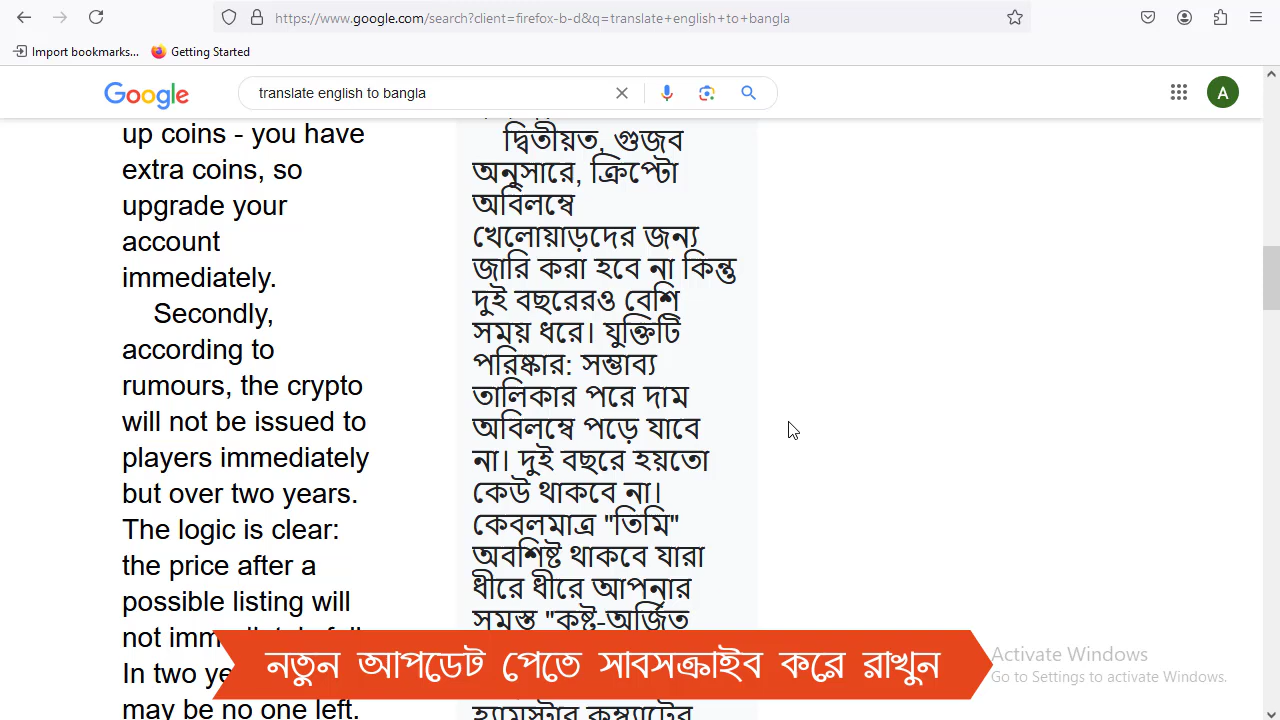 https://www.google.com/search?client=firefox-b-d&q=translate+english+to+bangla
Import bookmarks...
Getting Started
Google
translate english to bangla
A
up coins - you have
extra coins, so
upgrade your
account
immediately.
Secondly,
according to
rumours, the crypto
will not be issued to
players immediately
but over two years.
The logic is clear:
the price after a
possible listing will
not
In two
may be no one left.
দ্বিতীয়ত, গুজব
অনুসারে, ক্রিপ্টো
অবিলম্বে
খেলোয়াড়দের জন্য
জারি করা হবে না কিন্তু
দুই বছরেরও বেশি
সময় ধরে। যুক্তিটি
পরিষ্কার: সম্ভাব্য
তালিকার পরে দাম
অবিলম্বে পড়ে যাবে
না। দুই বছরে হয়তো
কেউ থাকবে না।
কেবলমাত্র "তিমি"
অবশিষ্ট থাকবে যারা
ধীরে ধীরে আপনার
সমস্ত "কষ্ট-অর্জিত
হ্যামস্টার কম্ব্যাটের
নতুন আপডেট পেতে সাবসক্রাইব করে রাখুন
Activate Windows
Go to Settings to activate Windows.